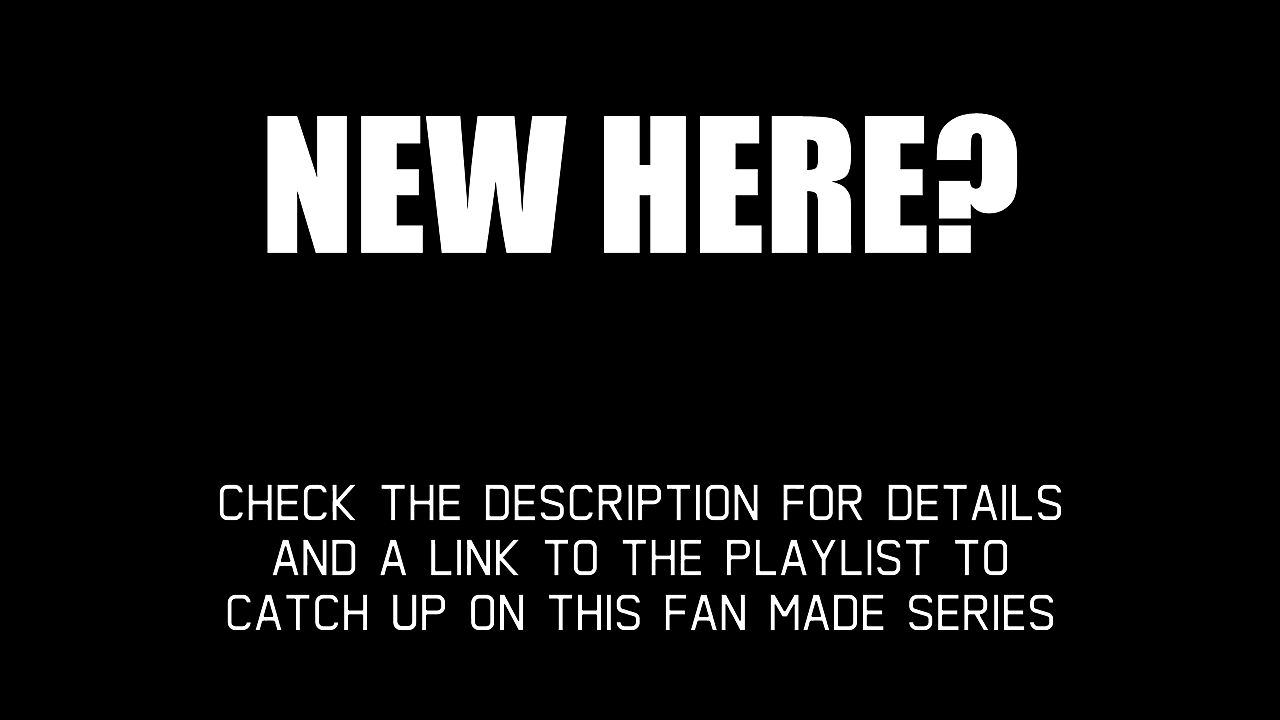 NEW HERE?
CHECK THE DESCRIPTION FOR DETAILS
AND A LINK TO THE PLAYLIST TO
CATCH UP ON THIS FAN MADE SERIES